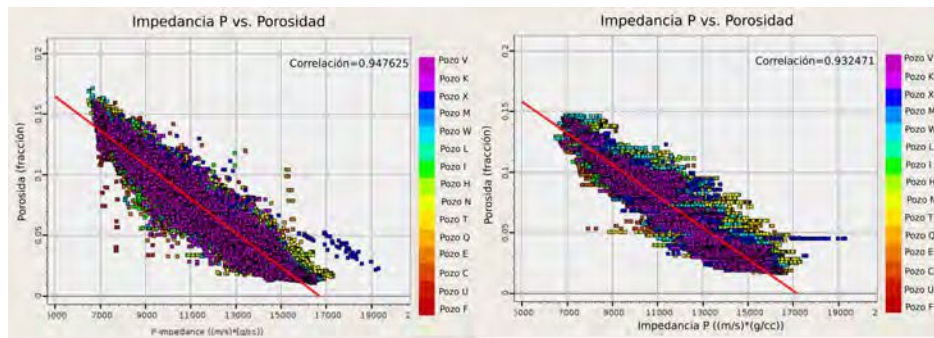 Impedancia P vs. Porosidad
Correlación=0.947625
0.2
0.15
0.1
0.05
0
Porosida (fracción)
5000 7000 9000 11000 13000 15000 17000 19000 2
P-impedance ((m/s)*(g/cc))
Pozo V
Pozo K
Pozo X
Pozo M
Pozo W
Pozo L
Pozo I
Pozo H
Pozo N
Pozo T
Pozo Q
Pozo E
Pozo C
Pozo U
Pozo F
Impedancia P vs. Porosidad
Correlación=0.932471
0.2
0.15
0.1
0.05
0
Porosida (fracción)
5000 7000 9000 11000 13000 15000 17000 19000 2
Impedancia P ((m/s)*(g/cc))
Pozo V
Pozo K
Pozo X
Pozo M
Pozo W
Pozo L
Pozo I
Pozo H
Pozo N
Pozo T
Pozo Q
Pozo E
Pozo C
Pozo U
Pozo F